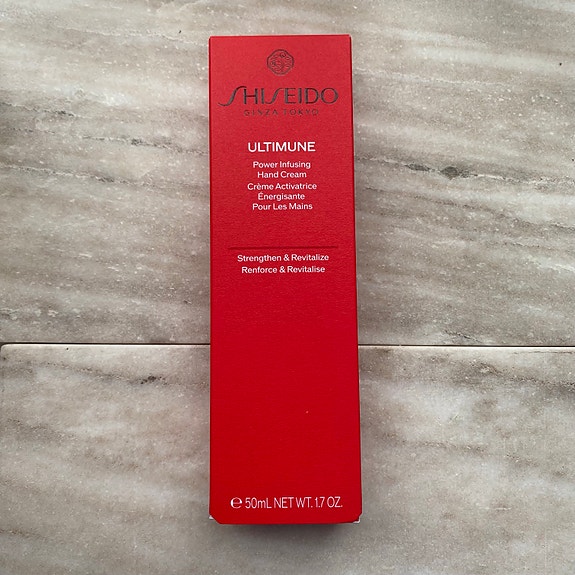 SHISEIDO
GINZA TOKYO
ULTIMUNE
Power Infusing
Hand Cream
Crème Activatrice
Énergisante
Pour Les Mains
Strengthen & Revitalize
Renforce & Revitalise
℮ 50mL NET WT. 1.7 OZ.